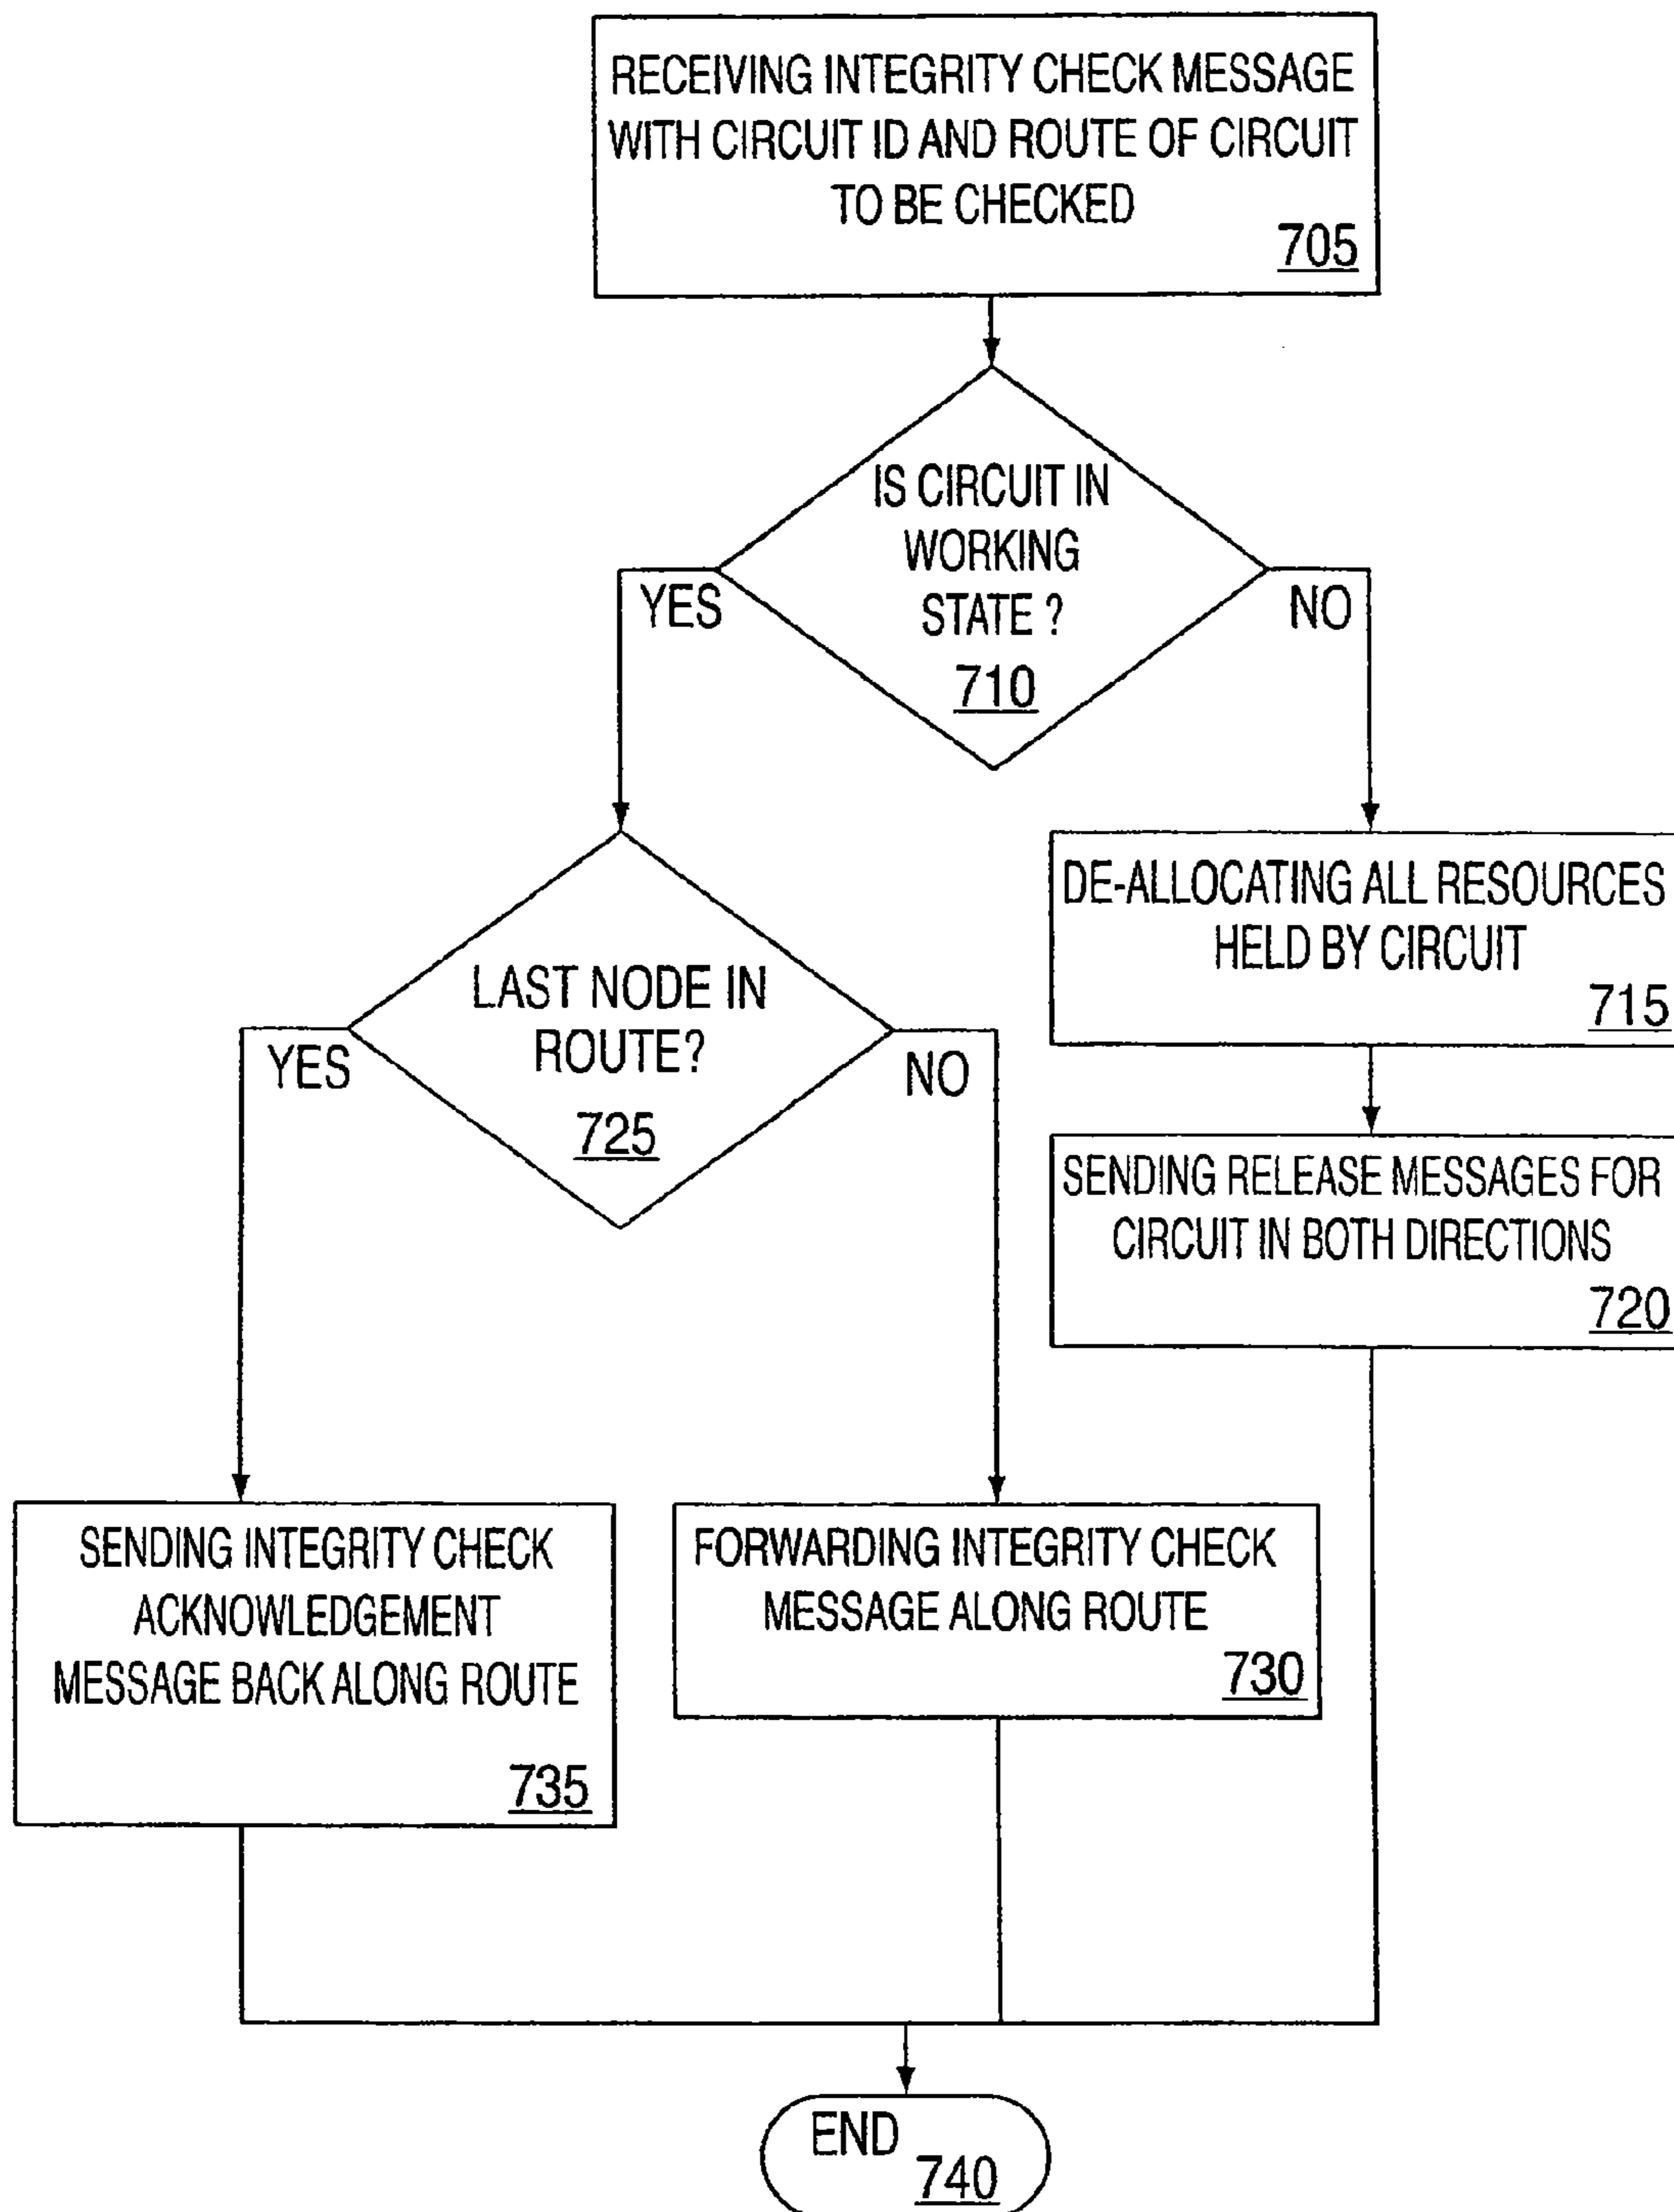 RECEIVING INTEGRITY CHECK MESSAGE
WITH CIRCUIT ID AND ROUTE OF CIRCUIT
TO BE CHECKED
705
IS CIRCUIT IN
WORKING
STATE ?
710
YES
NO
LAST NODE IN
ROUTE?
725
YES
NO
DE-ALLOCATING ALL RESOURCES
HELD BY CIRCUIT
715
SENDING RELEASE MESSAGES FOR
CIRCUIT IN BOTH DIRECTIONS
720
SENDING INTEGRITY CHECK
ACKNOWLEDGEMENT
MESSAGE BACK ALONG ROUTE
735
FORWARDING INTEGRITY CHECK
MESSAGE ALONG ROUTE
730
END
740